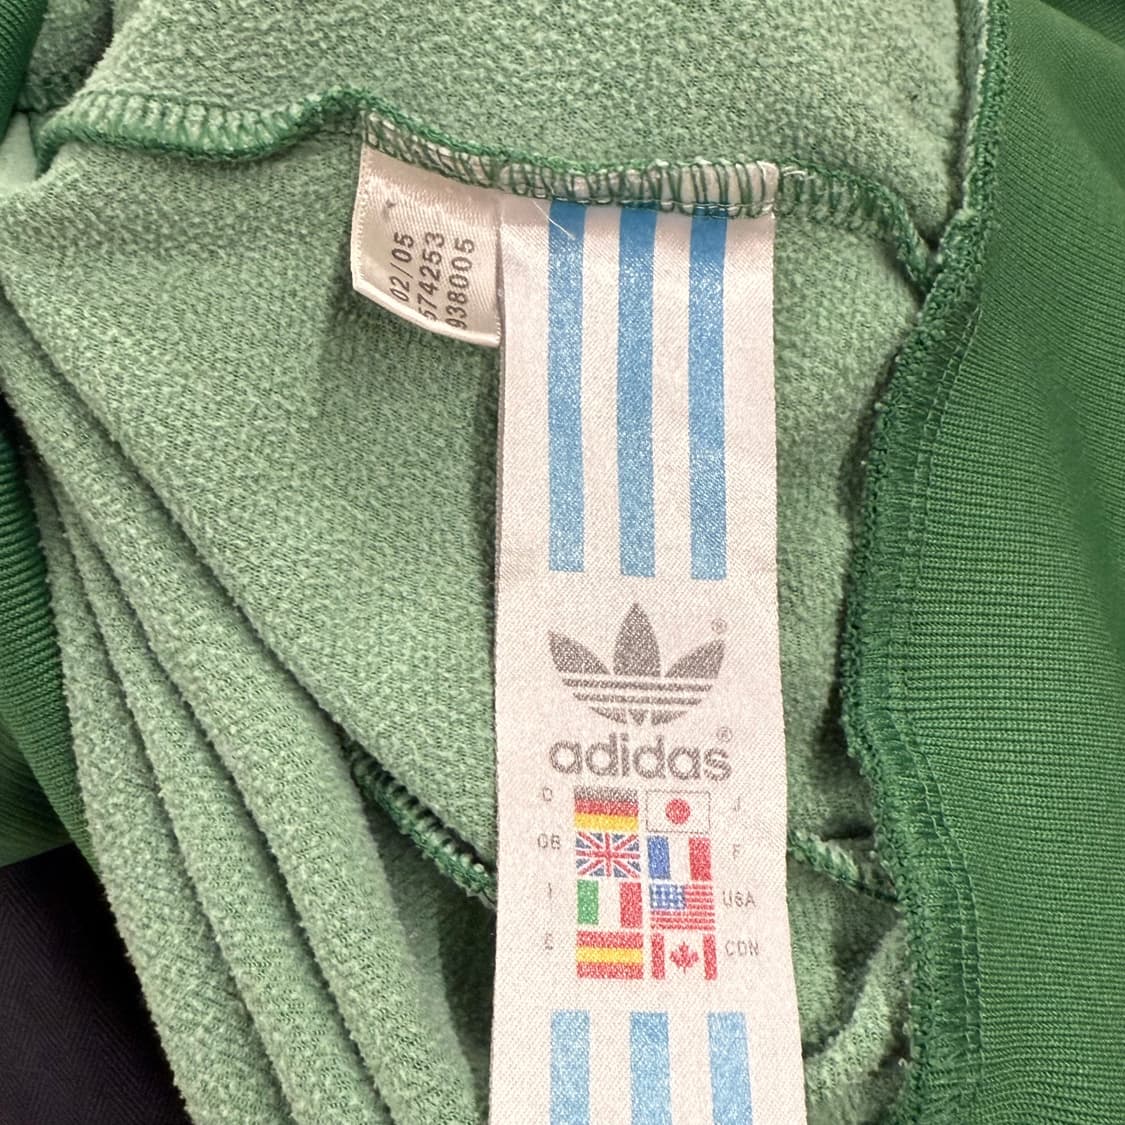 02/05
574253
938005
®
adidas®
D J
GB F
I USA
E CDN